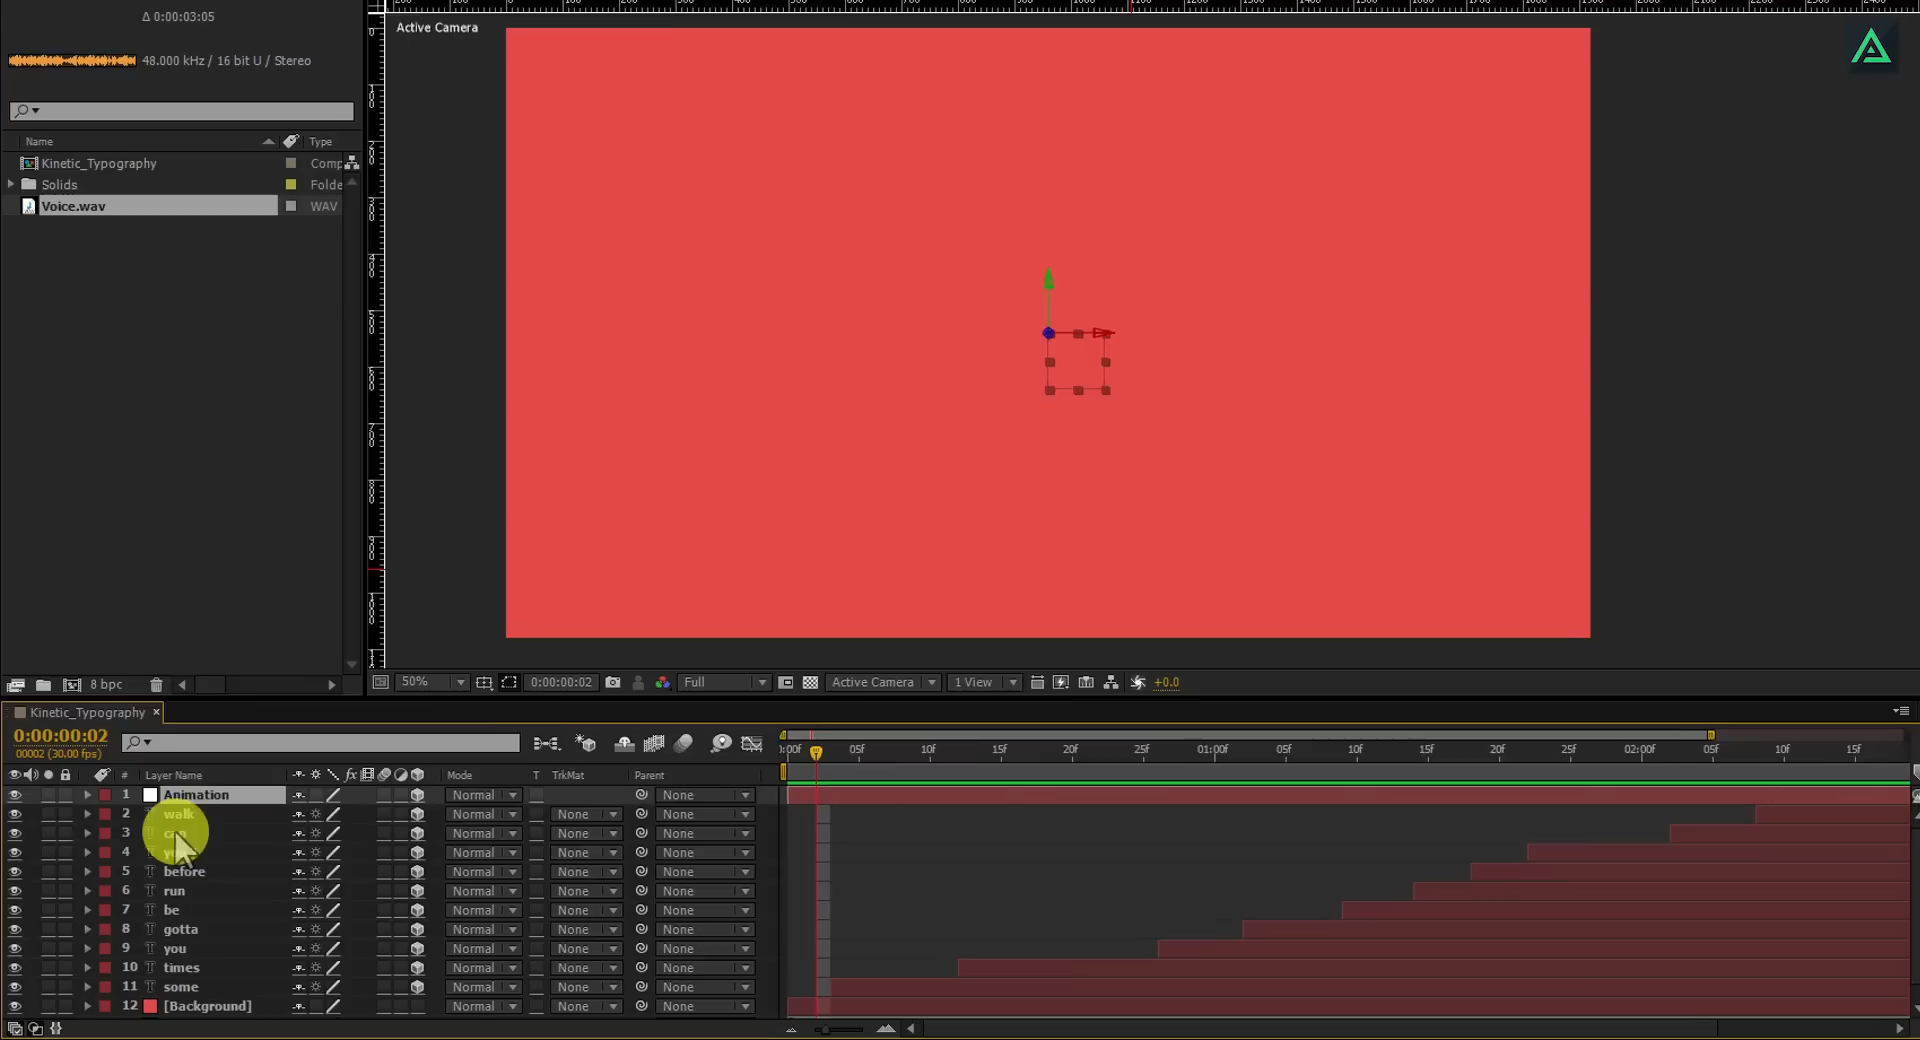 Δ 0:00:03:05
48.000 kHz / 16 bit U / Stereo
Name Type
Kinetic_Typography Comp
Solids Folde
Voice.wav WAV
8 bpc
Active Camera
50% 0:00:00:02 Full Active Camera 1 View +0.0
Kinetic_Typography
0:00:00:02
00002 (30.00 fps)
# Layer Name Mode T TrkMat Parent
1 Animation Normal None
2 walk Normal None None
3 can Normal None None
4 Normal None None
5 before Normal None None
6 run Normal None None
7 be Normal None None
8 gotta Normal None None
9 you Normal None None
10 times Normal None None
11 some Normal None None
12 [Background] Normal None None
:00f 05f 10f 15f 20f 25f 01:00f 05f 10f 15f 20f 25f 02:00f 05f 10f 15f